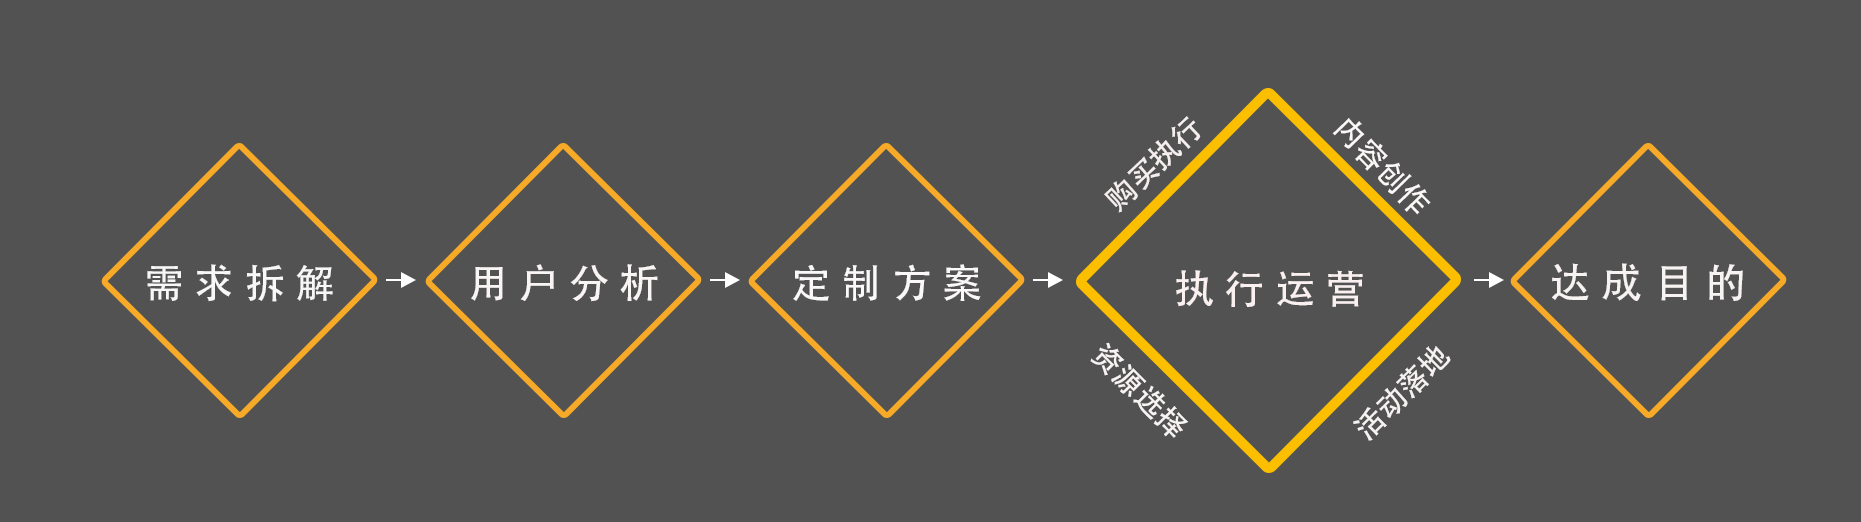 需求拆解
用户分析
定制方案
购买执行
内容创作
执行运营
资源选择
活动落地
达成目的